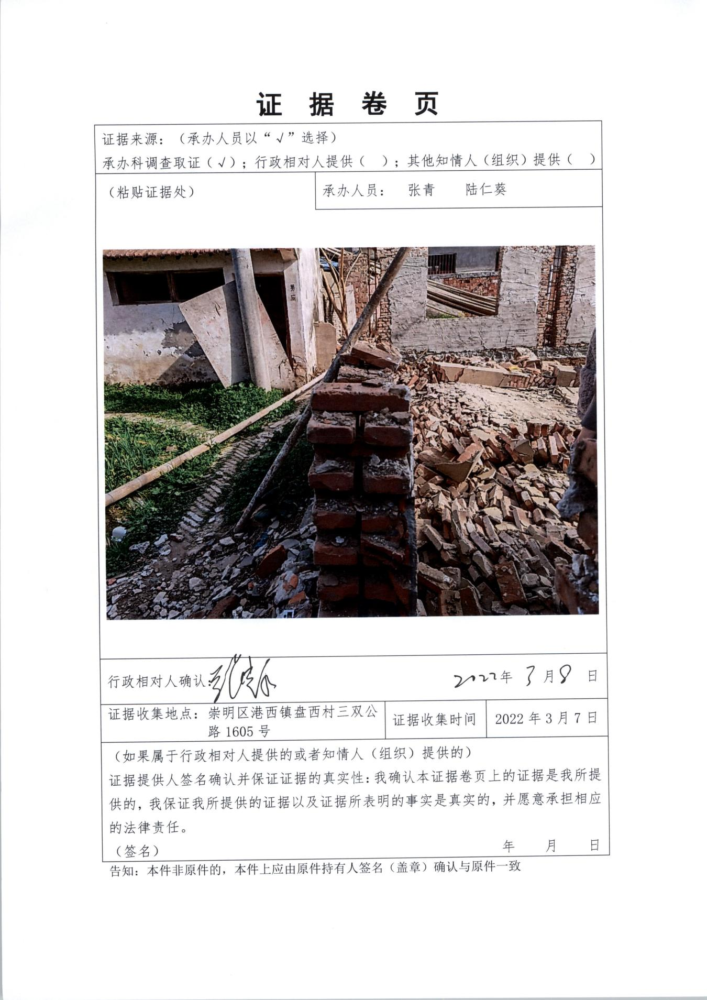 证据卷页
证据来源：（承办人员以“√”选择）
承办科调查取证（√）；行政相对人提供（ ）；其他知情人（组织）提供（ ）
（粘贴证据处）
承办人员： 张青 陆仁葵
男
厕
行政相对人确认：
2022年 3月8 日
证据收集地点：崇明区港西镇盘西村三双公
路1605号
证据收集时间
2022年3月7日
（如果属于行政相对人提供的或者知情人（组织）提供的）
证据提供人签名确认并保证证据的真实性：我确认本证据卷页上的证据是我所提
供的，我保证我所提供的证据以及证据所表明的事实是真实的，并愿意承担相应
的法律责任。
（签名） 年 月 日
告知：本件非原件的，本件上应由原件持有人签名（盖章）确认与原件一致